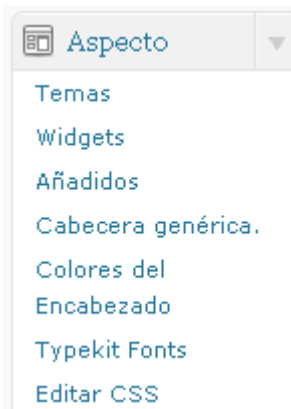 Aspecto
Temas
Widgets
Añadidos
Cabecera genérica.
Colores del
Encabezado
Typekit Fonts
Editar CSS